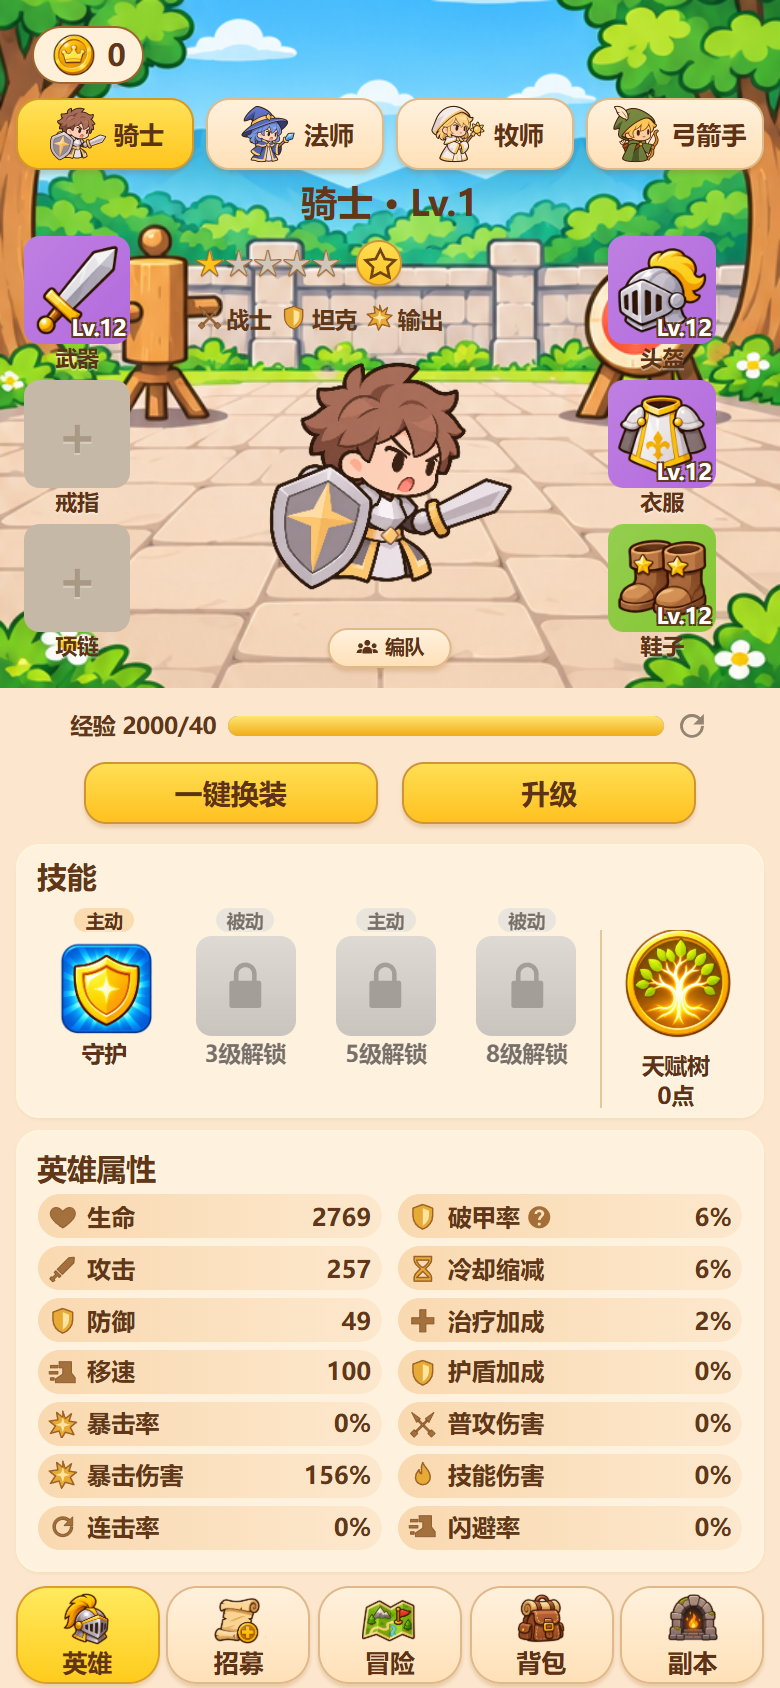 0
骑士 法师 牧师 弓箭手
骑士·Lv.1
战士 坦克 输出
Lv.12
武器
戒指
项链
Lv.12
头盔
Lv.12
衣服
Lv.12
鞋子
编队
经验 2000/40
一键换装 升级
技能
主动 被动 主动 被动
守护 3级解锁 5级解锁 8级解锁
天赋树
0点
英雄属性
生命 2769 破甲率 ? 6%
攻击 257 冷却缩减 6%
防御 49 治疗加成 2%
移速 100 护盾加成 0%
暴击率 0% 普攻伤害 0%
暴击伤害 156% 技能伤害 0%
连击率 0% 闪避率 0%
英雄 招募 冒险 背包 副本